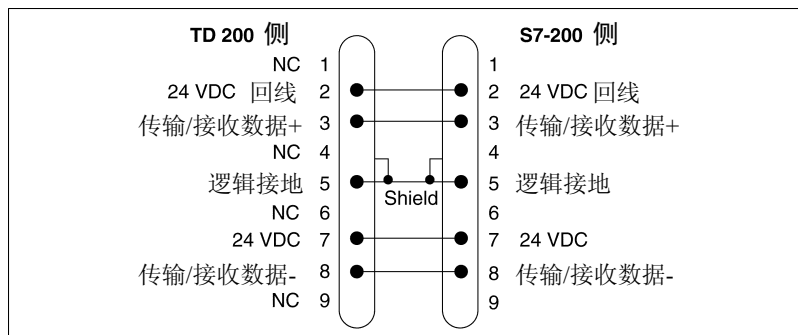 TD 200 侧 S7-200 侧
NC 1 1
24 VDC 回线 2 2 24 VDC 回线
传输/接收数据+ 3 3 传输/接收数据+
NC 4 4
逻辑接地 5 5 逻辑接地
Shield
NC 6 6
24 VDC 7 7 24 VDC
传输/接收数据- 8 8 传输/接收数据-
NC 9 9